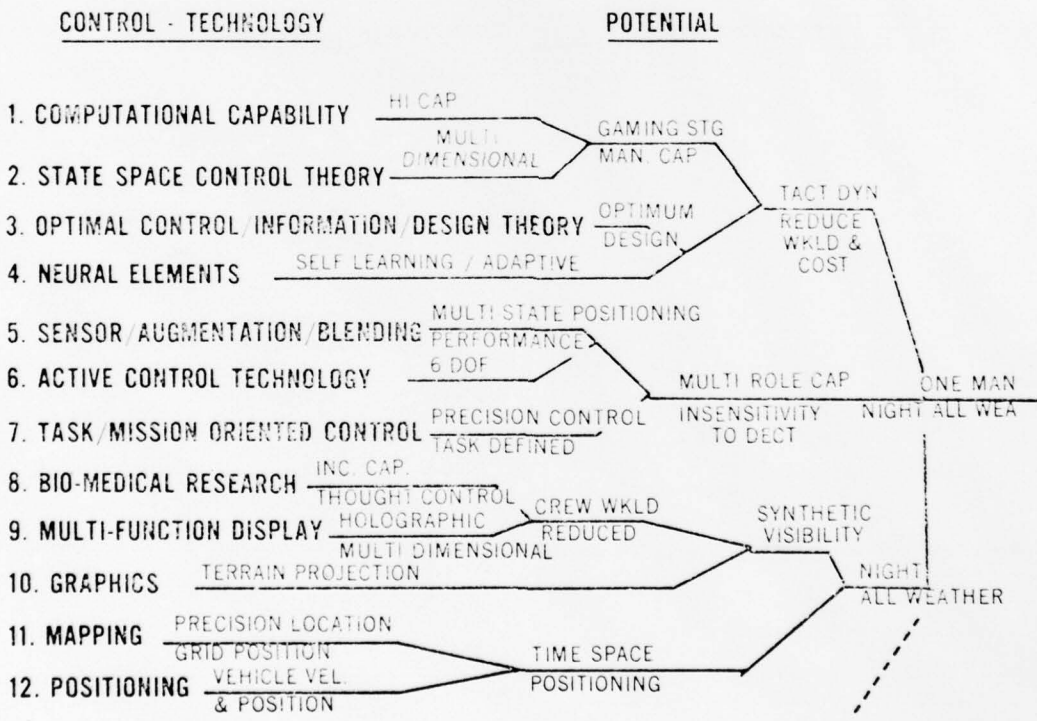 CONTROL - TECHNOLOGY
POTENTIAL
1. COMPUTATIONAL CAPABILITY
HI CAP
MULTI
DIMENSIONAL
GAMING STG
MAN. CAP
2. STATE SPACE CONTROL THEORY
TACT DYN
REDUCE
WKLD &
COST
3. OPTIMAL CONTROL/INFORMATION/DESIGN THEORY
OPTIMUM
DESIGN
4. NEURAL ELEMENTS
SELF LEARNING / ADAPTIVE
5. SENSOR/AUGMENTATION/BLENDING
MULTI STATE POSITIONING
PERFORMANCE
6. ACTIVE CONTROL TECHNOLOGY
6 DOF
MULTI ROLE CAP
INSENSITIVITY
TO DECT
ONE MAN
NIGHT ALL WEA
7. TASK/MISSION ORIENTED CONTROL
PRECISION CONTROL
TASK DEFINED
8. BIO-MEDICAL RESEARCH
INC. CAP.
THOUGHT CONTROL
CREW WKLD
REDUCED
9. MULTI-FUNCTION DISPLAY
HOLOGRAPHIC
MULTI DIMENSIONAL
SYNTHETIC
VISIBILITY
10. GRAPHICS
TERRAIN PROJECTION
NIGHT
ALL WEATHER
11. MAPPING
PRECISION LOCATION
GRID POSITION
TIME SPACE
POSITIONING
12. POSITIONING
VEHICLE VEL.
& POSITION